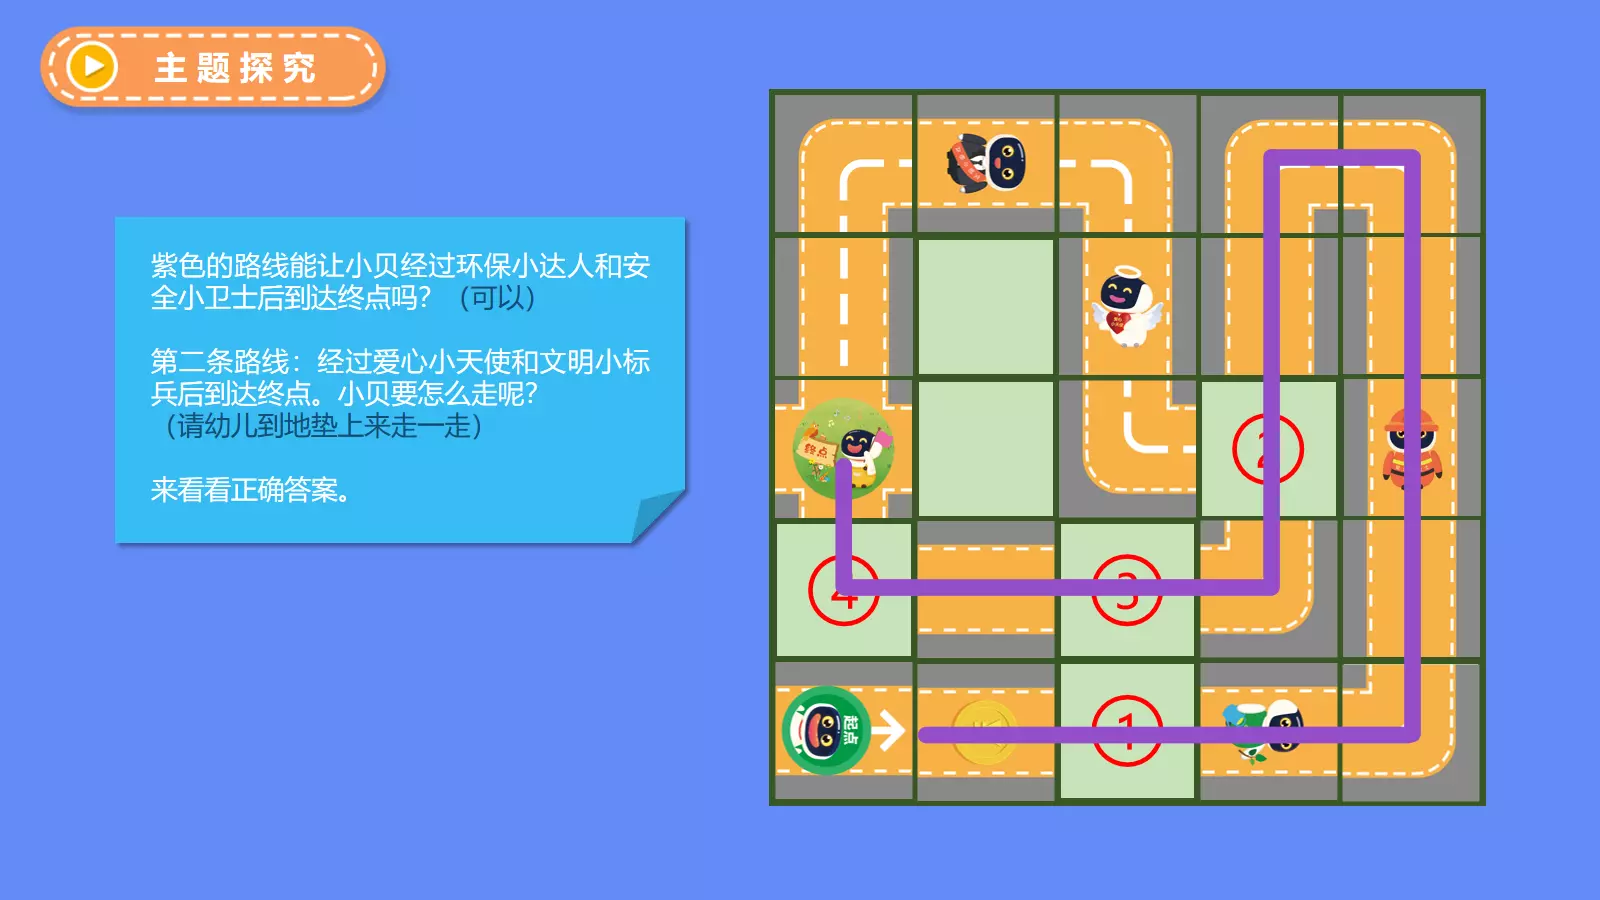 主题探究
紫色的路线能让小贝经过环保小达人和安
全小卫士后到达终点吗？（可以）
第二条路线：经过爱心小天使和文明小标
兵后到达终点。小贝要怎么走呢？
（请幼儿到地垫上来走一走）
来看看正确答案。
终点
②
④
③
起点
①